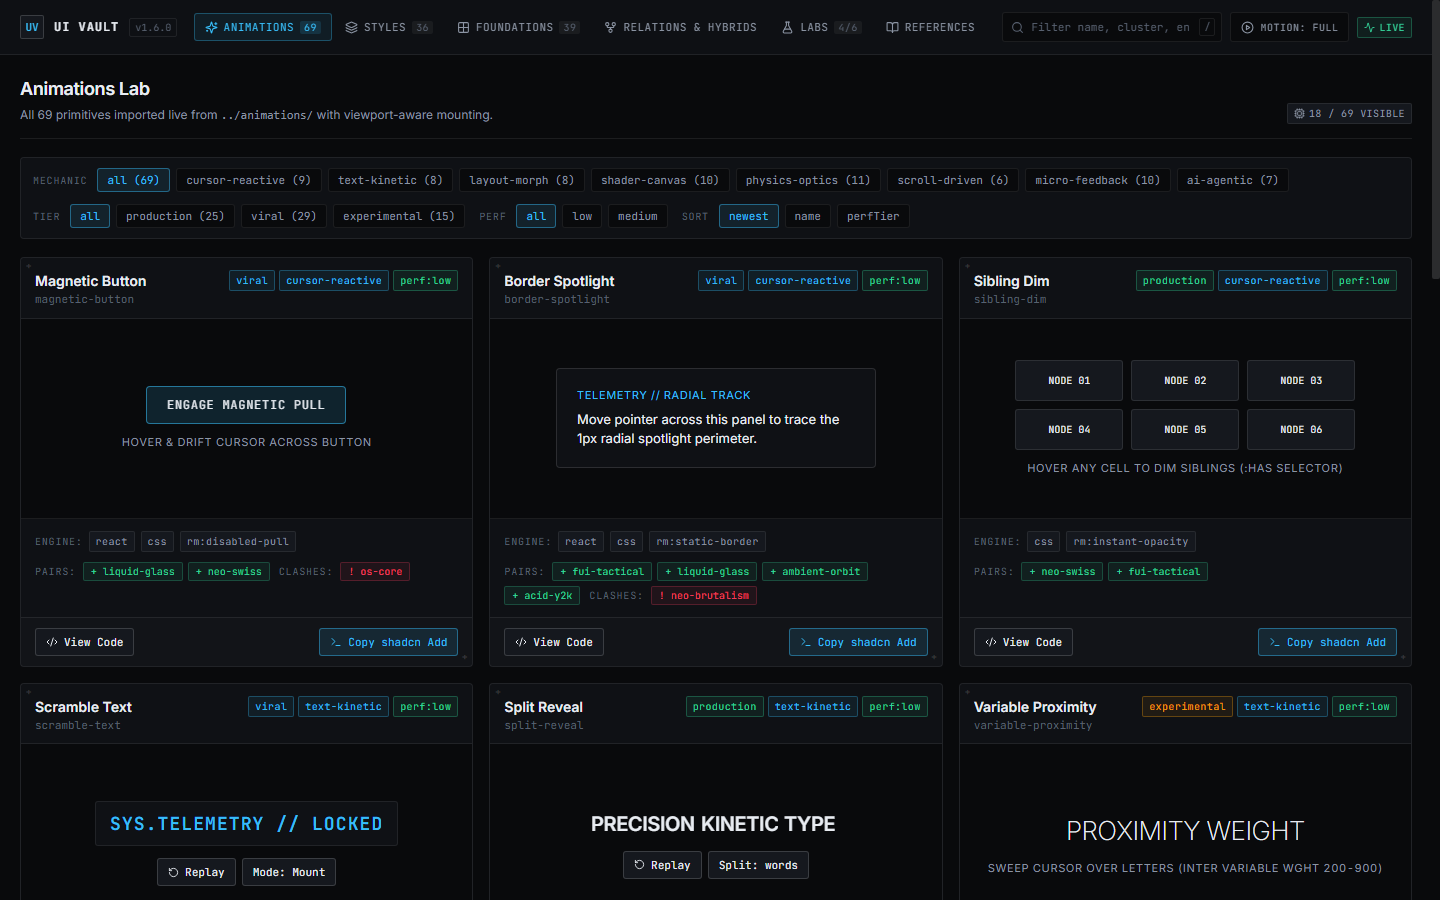 UV UI VAULT v1.6.0 ANIMATIONS 69 STYLES 36 FOUNDATIONS 39 RELATIONS & HYBRIDS LABS 4/6 REFERENCES Filter name, cluster, en / MOTION: FULL LIVE
Animations Lab
All 69 primitives imported live from ../animations/ with viewport-aware mounting.
18 / 69 VISIBLE
MECHANIC all (69) cursor-reactive (9) text-kinetic (8) layout-morph (8) shader-canvas (10) physics-optics (11) scroll-driven (6) micro-feedback (10) ai-agentic (7)
TIER all production (25) viral (29) experimental (15) PERF all low medium SORT newest name perfTier
Magnetic Button viral cursor-reactive perf:low
magnetic-button
ENGAGE MAGNETIC PULL
HOVER & DRIFT CURSOR ACROSS BUTTON
ENGINE: react css rm:disabled-pull
PAIRS: + liquid-glass + neo-swiss CLASHES: ! os-core
View Code Copy shadcn Add
Border Spotlight viral cursor-reactive perf:low
border-spotlight
TELEMETRY // RADIAL TRACK
Move pointer across this panel to trace the
1px radial spotlight perimeter.
ENGINE: react css rm:static-border
PAIRS: + fui-tactical + liquid-glass + ambient-orbit
+ acid-y2k CLASHES: ! neo-brutalism
View Code Copy shadcn Add
Sibling Dim production cursor-reactive perf:low
sibling-dim
NODE 01 NODE 02 NODE 03
NODE 04 NODE 05 NODE 06
HOVER ANY CELL TO DIM SIBLINGS (:HAS SELECTOR)
ENGINE: css rm:instant-opacity
PAIRS: + neo-swiss + fui-tactical
View Code Copy shadcn Add
Scramble Text viral text-kinetic perf:low
scramble-text
SYS.TELEMETRY // LOCKED
Replay Mode: Mount
Split Reveal production text-kinetic perf:low
split-reveal
PRECISION KINETIC TYPE
Replay Split: words
Variable Proximity experimental text-kinetic perf:low
variable-proximity
PROXIMITY WEIGHT
SWEEP CURSOR OVER LETTERS (INTER VARIABLE WGHT 200-900)